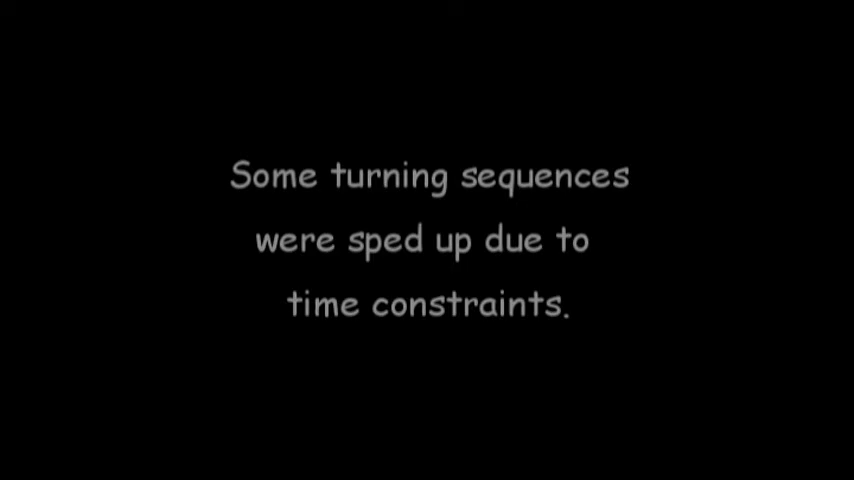 Some turning sequences
were sped up due to
time constraints.